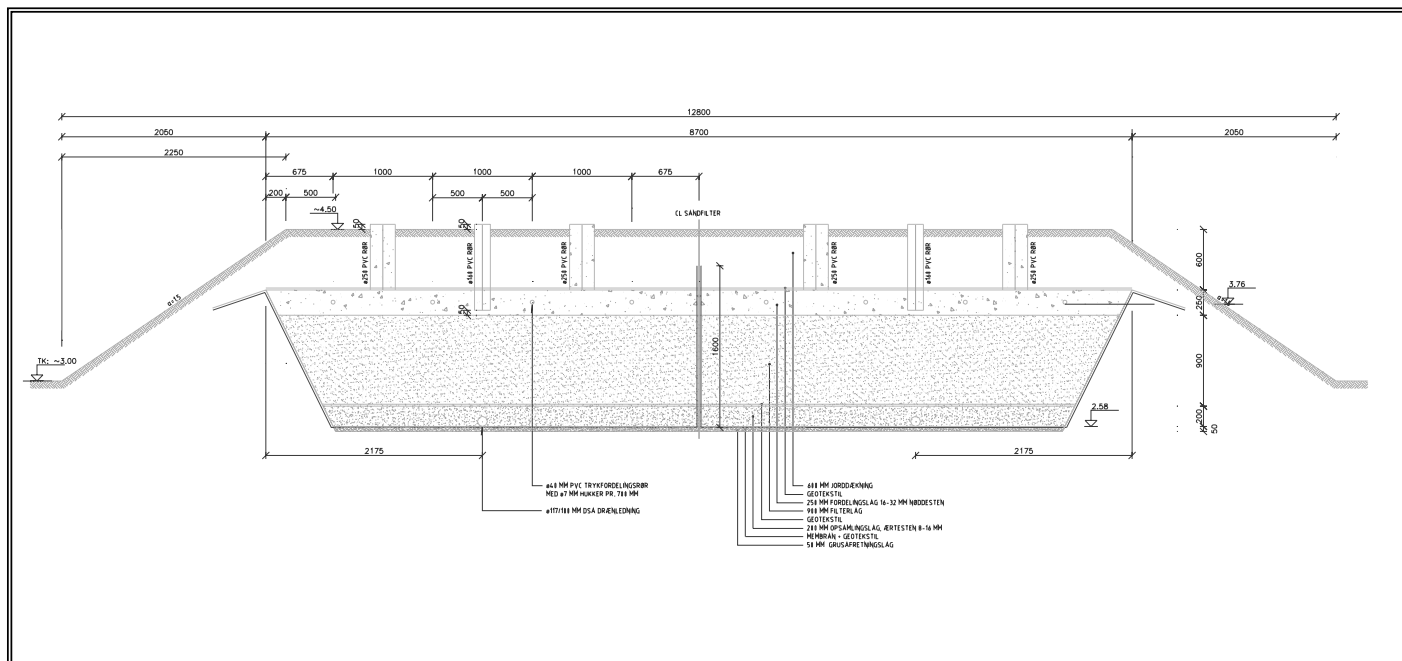 12800
2050
8700
2050
2250
675
1000
1000
1000
675
200
500
500
500
CL SANDFILTER
~4.50
50
50
ø250 PVC RØR
ø160 PVC RØR
ø250 PVC RØR
ø250 PVC RØR
ø160 PVC RØR
ø250 PVC RØR
600
3.76
250
50
1600
TK: ~3.00
900
2.58
200
50
2175
2175
ø40 MM PVC TRYKFORDELINGSRØR
MED ø7 MM HUKKER PR. 700 MM
ø117/100 MM DSA DRÆNLEDNING
600 MM JORDDÆKNING
GEOTEKSTIL
250 MM FORDELINGSLAG 16-32 MM NØDDESTEN
900 MM FILTERLAG
GEOTEKSTIL
200 MM OPSAMLINGSLAG, ÆRTESTEN 8-16 MM
MEMBRAN + GEOTEKSTIL
50 MM GRUSAFRETNINGSLAG